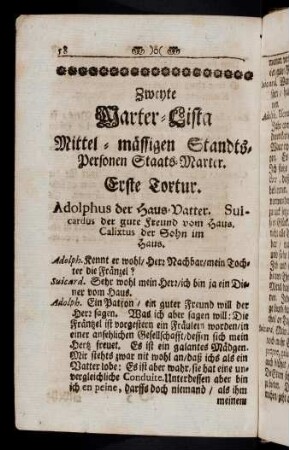 58
Zweyte
Marter-Lista
Mittel-mässigen Standts-
Personen Staats-Marter.
Erste Tortur.
Adolphus der Haus-Vatter. Sui-
cardus der gute Freund vom Haus.
Calixtus der Sohn im
Haus.
Adolph. Kennt er wohl/ Herr Nachbar/ mein Toch-
ter die Fräntzel?
Suicard. Sehr wohl mein Herr/ ich bin ja ein Die-
ner vom Haus.
Adolph. Ein Patron/ ein guter Freund will der
Herr sagen. Was ich aber sagen will: Die
Fräntzel ist vorgestern ein Fräulein worden/ in
einer ansehlichen Gesellschafft/ dessen sich mein
Hertz freuet. Es ist ein galantes Mädgen.
Mir stehts zwar nit wohl an/ daß ichs als ein
Vatter lobe: Es ist aber wahr, sie hat eine un-
vergleichliche Conduite. Unterdessen aber bin
ich en peine, darffs doch niemand/ als ihm
meinem